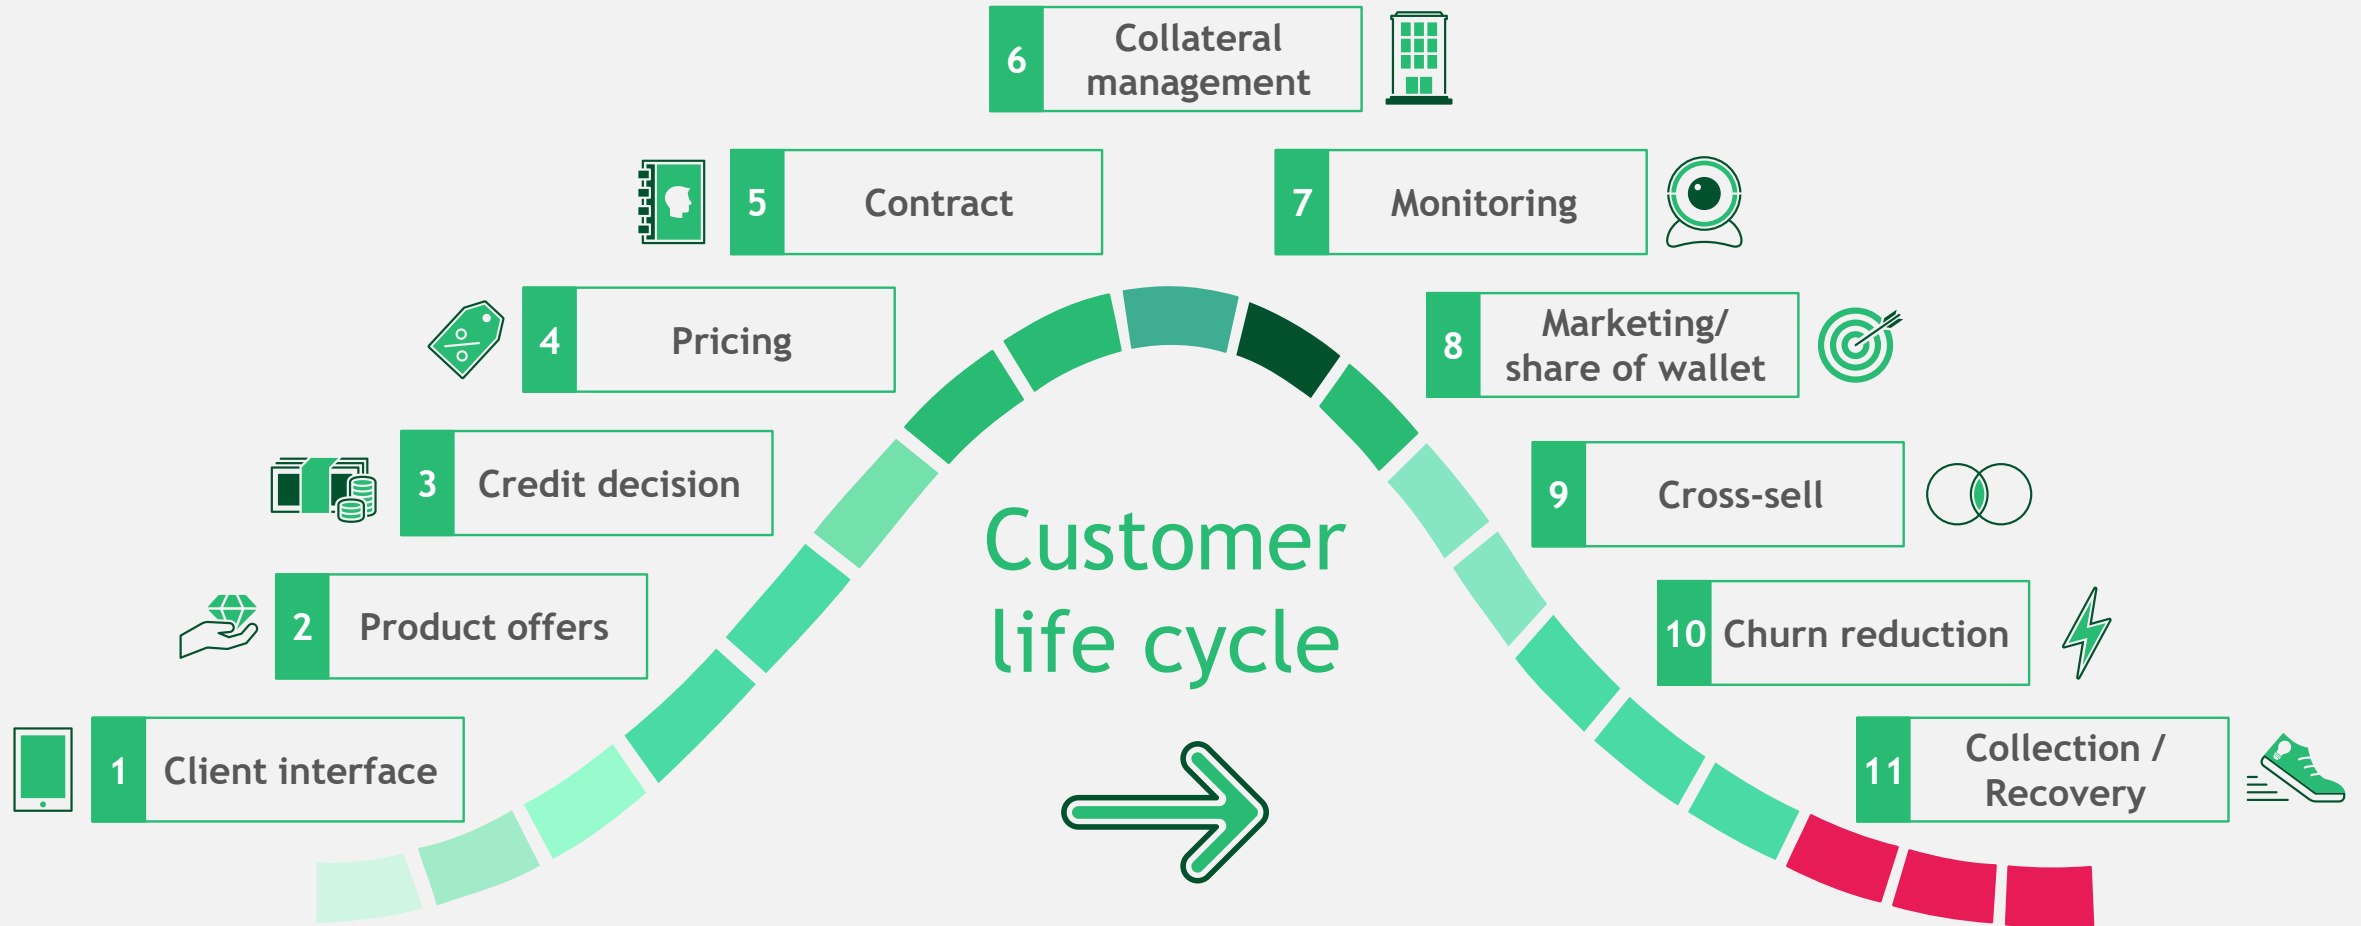 6
Collateral
management
5
Contract
7
Monitoring
4
Pricing
8
Marketing/
share of wallet
3
Credit decision
9
Cross-sell
2
Product offers
10
Churn reduction
1
Client interface
11
Collection /
Recovery
Customer
life cycle